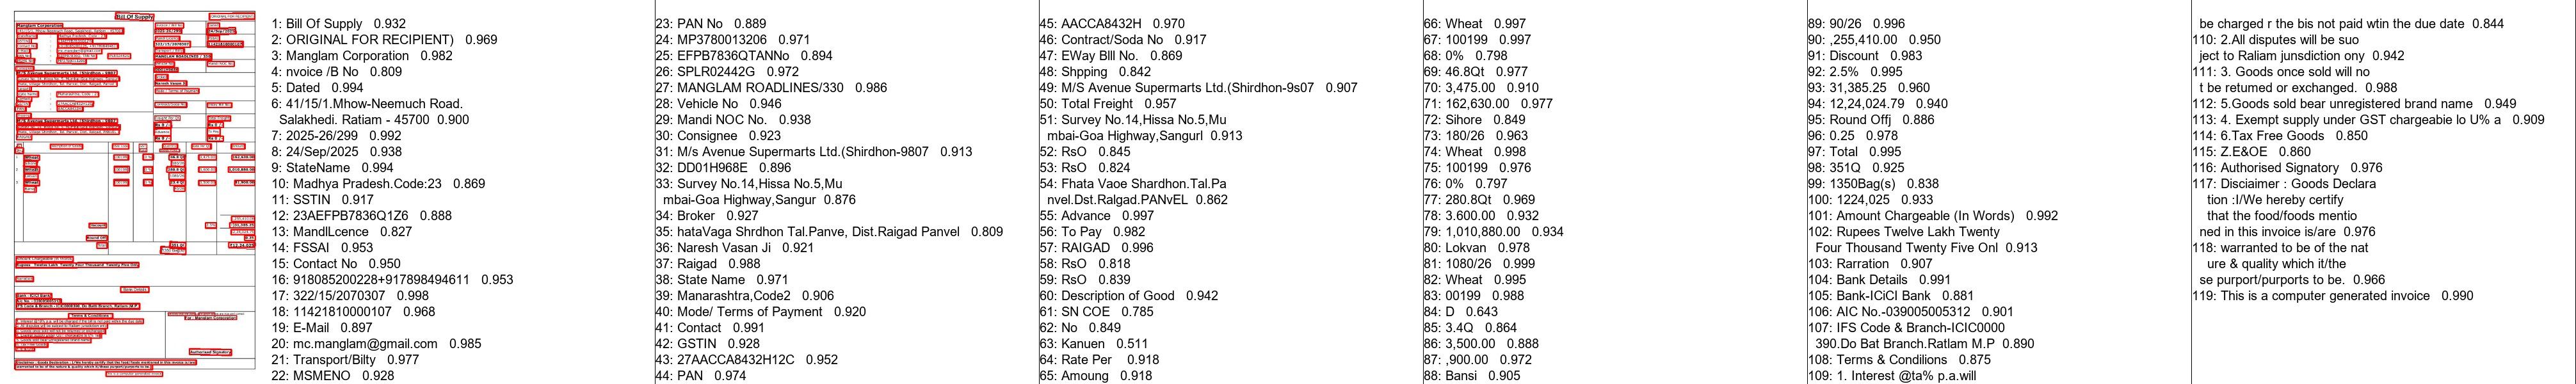 Bill Of Supply
1: Bill Of Supply 0.932
2: ORIGINAL FOR RECIPIENT) 0.969
3: Manglam Corporation 0.982
4: nvoice /B No 0.809
5: Dated 0.994
6: 41/15/1.Mhow-Neemuch Road.
Salakhedi. Ratiam - 45700 0.900
7: 2025-26/299 0.992
8: 24/Sep/2025 0.938
9: StateName 0.994
10: Madhya Pradesh.Code:23 0.869
11: SSTIN 0.917
12: 23AEFPB7836Q1Z6 0.888
13: MandlLcence 0.827
14: FSSAI 0.953
15: Contact No 0.950
16: 918085200228+917898494611 0.953
17: 322/15/2070307 0.998
18: 11421810000107 0.968
19: E-Mail 0.897
20: mc.manglam@gmail.com 0.985
21: Transport/Bilty 0.977
22: MSMENO 0.928
23: PAN No 0.889
24: MP3780013206 0.971
25: EFPB7836QTANNo 0.894
26: SPLR02442G 0.972
27: MANGLAM ROADLINES/330 0.986
28: Vehicle No 0.946
29: Mandi NOC No. 0.938
30: Consignee 0.923
31: M/s Avenue Supermarts Ltd.(Shirdhon-9807 0.913
32: DD01H968E 0.896
33: Survey No.14,Hissa No.5,Mu
mbai-Goa Highway,Sangur 0.876
34: Broker 0.927
35: hataVaga Shrdhon Tal.Panve, Dist.Raigad Panvel 0.809
36: Naresh Vasan Ji 0.921
37: Raigad 0.988
38: State Name 0.971
39: Manarashtra,Code2 0.906
40: Mode/ Terms of Payment 0.920
41: Contact 0.991
42: GSTIN 0.928
43: 27AACCA8432H12C 0.952
44: PAN 0.974
45: AACCA8432H 0.970
46: Contract/Soda No 0.917
47: EWay Blll No. 0.869
48: Shpping 0.842
49: M/S Avenue Supermarts Ltd.(Shirdhon-9s07 0.907
50: Total Freight 0.957
51: Survey No.14,Hissa No.5,Mu
mbai-Goa Highway,Sangurl 0.913
52: RsO 0.845
53: RsO 0.824
54: Fhata Vaoe Shardhon.Tal.Pa
nvel.Dst.Ralgad.PANvEL 0.862
55: Advance 0.997
56: To Pay 0.982
57: RAIGAD 0.996
58: RsO 0.818
59: RsO 0.839
60: Description of Good 0.942
61: SN COE 0.785
62: No 0.849
63: Kanuen 0.511
64: Rate Per 0.918
65: Amoung 0.918
66: Wheat 0.997
67: 100199 0.997
68: 0% 0.798
69: 46.8Qt 0.977
70: 3,475.00 0.910
71: 162,630.00 0.977
72: Sihore 0.849
73: 180/26 0.963
74: Wheat 0.998
75: 100199 0.976
76: 0% 0.797
77: 280.8Qt 0.969
78: 3.600.00 0.932
79: 1,010,880.00 0.934
80: Lokvan 0.978
81: 1080/26 0.999
82: Wheat 0.995
83: 00199 0.988
84: D 0.643
85: 3.4Q 0.864
86: 3,500.00 0.888
87: ,900.00 0.972
88: Bansi 0.905
89: 90/26 0.996
90: ,255,410.00 0.950
91: Discount 0.983
92: 2.5% 0.995
93: 31,385.25 0.960
94: 12,24,024.79 0.940
95: Round Offj 0.886
96: 0.25 0.978
97: Total 0.995
98: 351Q 0.925
99: 1350Bag(s) 0.838
100: 1224,025 0.933
101: Amount Chargeable (In Words) 0.992
102: Rupees Twelve Lakh Twenty
Four Thousand Twenty Five Onl 0.913
103: Rarration 0.907
104: Bank Details 0.991
105: Bank-ICiCI Bank 0.881
106: AIC No.-039005005312 0.901
107: IFS Code & Branch-ICIC0000
390.Do Bat Branch.Ratlam M.P 0.890
108: Terms & Condilions 0.875
109: 1. Interest @ta% p.a.will
be charged r the bis not paid wtin the due date 0.844
110: 2.All disputes will be suo
ject to Raliam junsdiction ony 0.942
111: 3. Goods once sold will no
t be returned or exchanged. 0.988
112: 5.Goods sold bear unregistered brand name 0.949
113: 4. Exempt supply under GST chargeabie lo U% a 0.909
114: 6.Tax Free Goods 0.850
115: Z.E&OE 0.860
116: Authorised Signatory 0.976
117: Disciaimer : Goods Declara
tion :I/We hereby certify
that the food/foods mentio
ned in this invoice is/are 0.976
118: warranted to be of the nat
ure & quality which it/the
se purport/purports to be. 0.966
119: This is a computer generated invoice 0.990